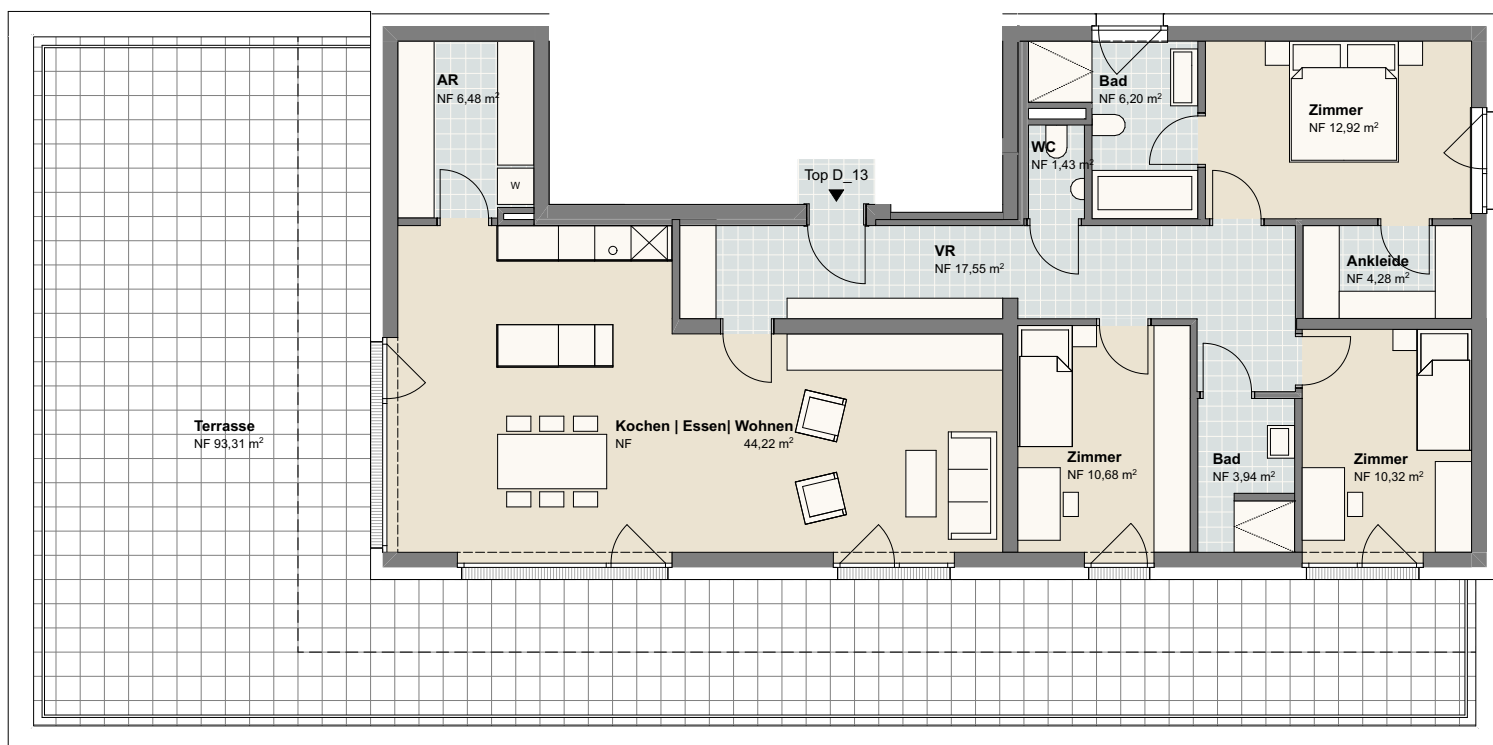 AR
NF 6,48 m²
W
Top D_13
Bad
NF 6,20 m²
WC
NF 1,43 m²
Zimmer
NF 12,92 m²
VR
NF 17,55 m²
Ankleide
NF 4,28 m²
Terrasse
NF 93,31 m²
Kochen | Essen| Wohnen
NF 44,22 m²
Zimmer
NF 10,68 m²
Bad
NF 3,94 m²
Zimmer
NF 10,32 m²